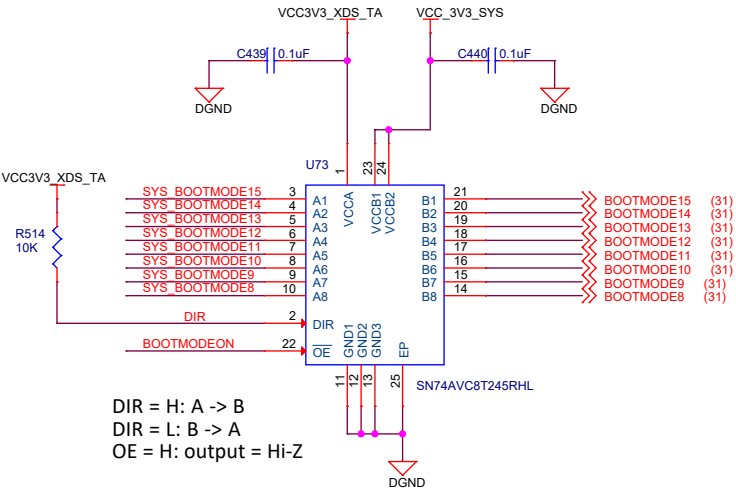 VCC3V3_XDS_TA VCC_3V3_SYS
C439 0.1uF C440 0.1uF
DGND DGND
U73
1 23 24
VCC3V3_XDS_TA
R514
10K
SYS_BOOTMODE15 3 A1 VCCA VCCB1 VCCB2 B1 21 BOOTMODE15 (31)
SYS_BOOTMODE14 4 A2 B2 20 BOOTMODE14 (31)
SYS_BOOTMODE13 5 A3 B3 19 BOOTMODE13 (31)
SYS_BOOTMODE12 6 A4 B4 18 BOOTMODE12 (31)
SYS_BOOTMODE11 7 A5 B5 17 BOOTMODE11 (31)
SYS_BOOTMODE10 8 A6 B6 16 BOOTMODE10 (31)
SYS_BOOTMODE9 9 A7 B7 15 BOOTMODE9 (31)
SYS_BOOTMODE8 10 A8 B8 14 BOOTMODE8 (31)
DIR 2 DIR
BOOTMODEON 22 OE GND1 GND2 GND3 EP
11 12 13 25
SN74AVC8T245RHL
DIR = H: A -> B
DIR = L: B -> A
OE = H: output = Hi-Z
DGND